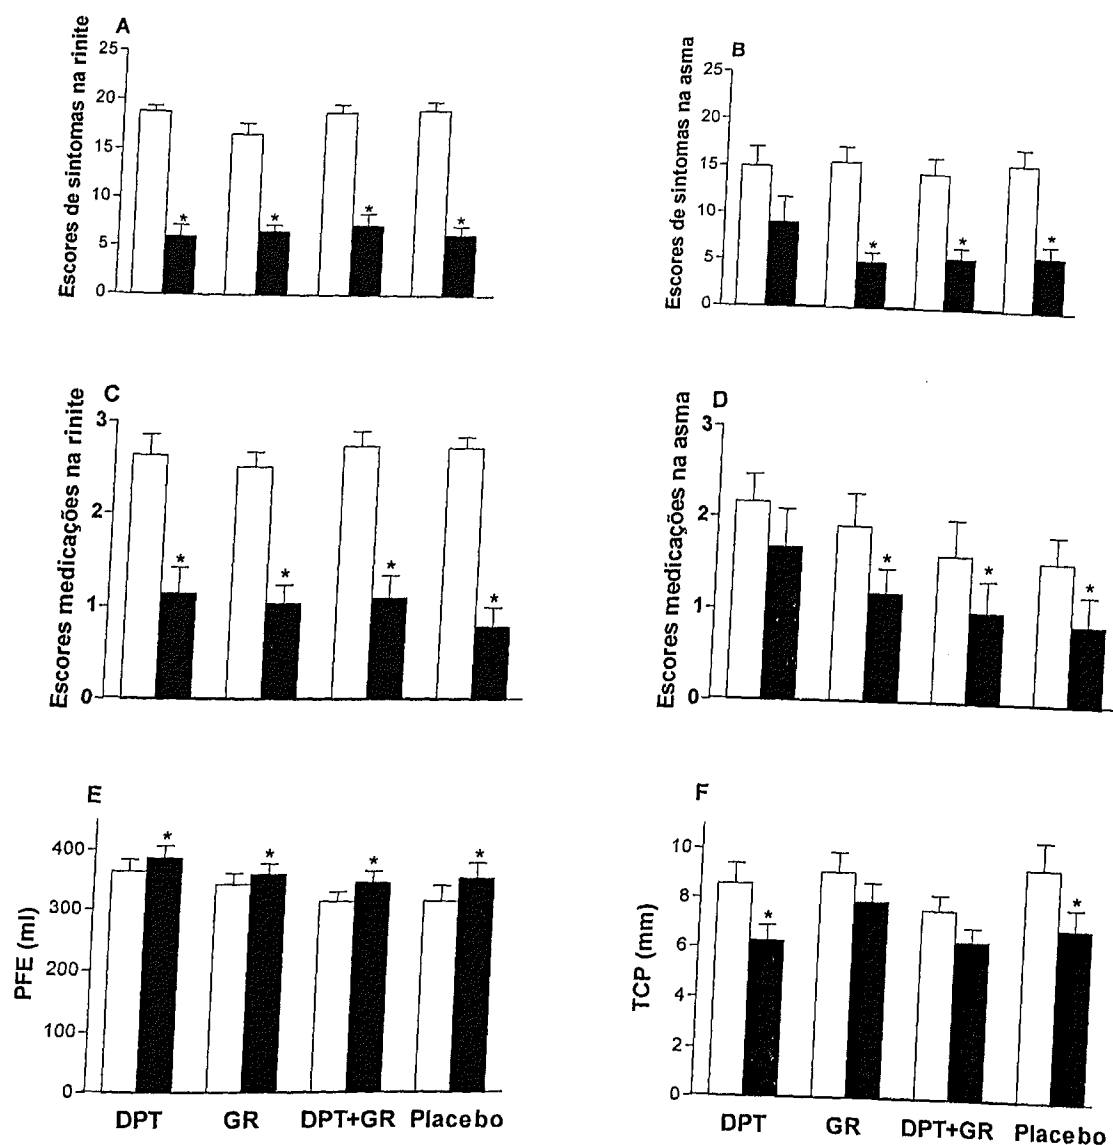 A
Escores de sintomas na rinite
25
20
15
10
5
0
* * * *
B
Escores de sintomas na asma
25
20
15
10
5
0
* * *
C
Escores medicações na rinite
3
2
1
0
* * * *
D
Escores medicações na asma
3
2
1
0
* * *
E
PFE (ml)
400
300
200
100
0
* * * *
DPT GR DPT+GR Placebo
F
TCP (mm)
10
8
6
4
2
0
* *
DPT GR DPT+GR Placebo